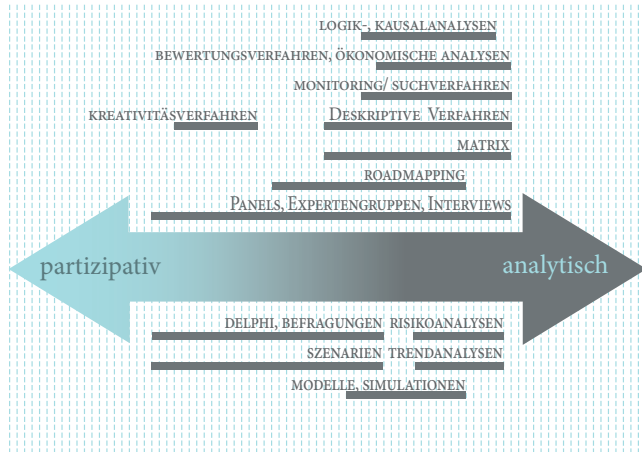 LOGIK-, KAUSALANALYSEN
BEWERTUNGSVERFAHREN, ÖKONOMISCHE ANALYSEN
MONITORING/ SUCHVERFAHREN
KREATIVITÄSVERFAHREN DESKRIPTIVE VERFAHREN
MATRIX
ROADMAPPING
PANELS, EXPERTENGRUPPEN, INTERVIEWS
partizipativ analytisch
DELPHI, BEFRAGUNGEN RISIKOANALYSEN
SZENARIEN TRENDANALYSEN
MODELLE, SIMULATIONEN